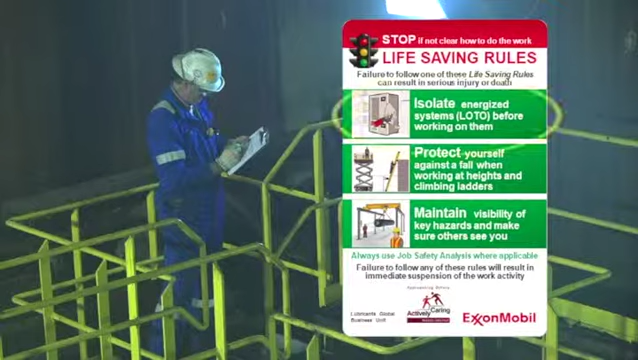 STOP if not clear how to do the work
LIFE SAVING RULES
Failure to follow one of these Life Saving Rules
can result in serious injury or death
Isolate energized
systems (LOTO) before
working on them
Protect yourself
against a fall when
working at heights and
climbing ladders
Maintain visibility of
key hazards and make
sure others see you
Always use Job Safety Analysis where applicable
Failure to follow any of these rules will result in
immediate suspension of the work activity
Lubricants Global
Business Unit
Actively Caring
ExxonMobil